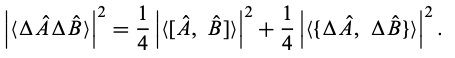 |⟨ΔÂΔB̂⟩|² = 1/4 |⟨[Â, B̂]⟩|² + 1/4 |⟨{ΔÂ, ΔB̂}⟩|².